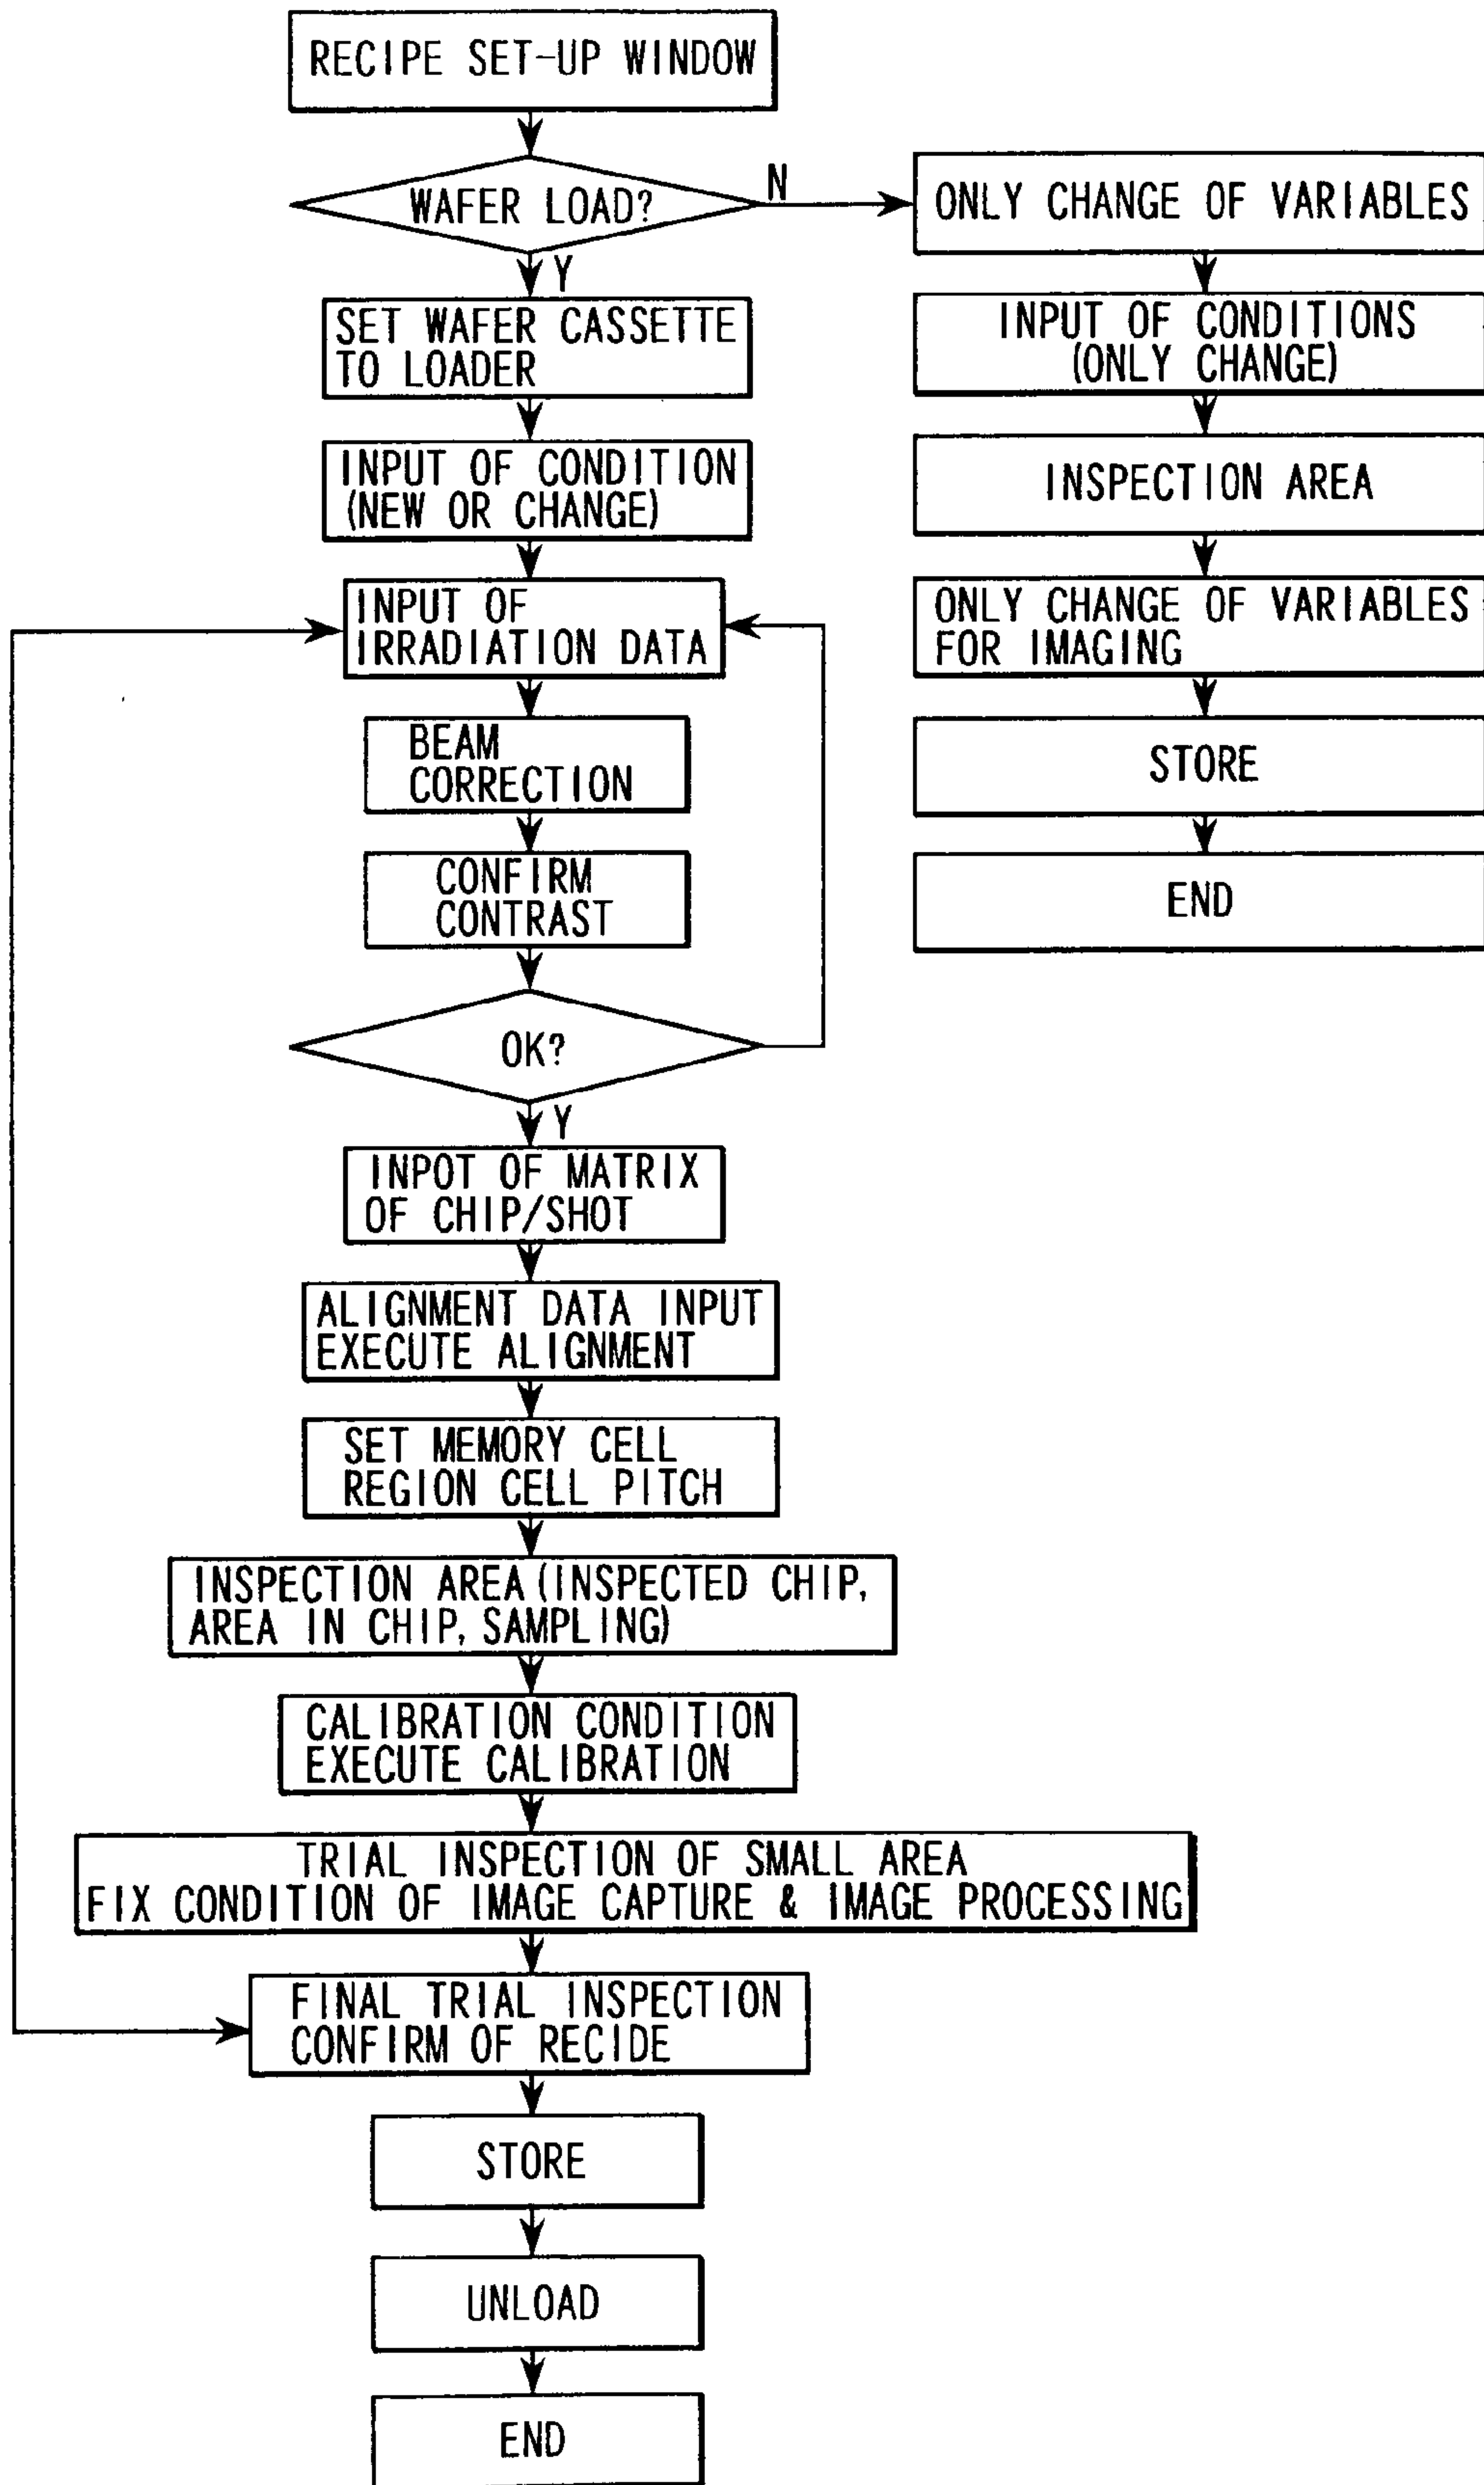 RECIPE SET-UP WINDOW
WAFER LOAD?
N
Y
SET WAFER CASSETTE
TO LOADER
INPUT OF CONDITION
(NEW OR CHANGE)
INPUT OF
IRRADIATION DATA
BEAM
CORRECTION
CONFIRM
CONTRAST
OK?
Y
INPOT OF MATRIX
OF CHIP/SHOT
ALIGNMENT DATA INPUT
EXECUTE ALIGNMENT
SET MEMORY CELL
REGION CELL PITCH
INSPECTION AREA(INSPECTED CHIP,
AREA IN CHIP, SAMPLING)
CALIBRATION CONDITION
EXECUTE CALIBRATION
TRIAL INSPECTION OF SMALL AREA
FIX CONDITION OF IMAGE CAPTURE & IMAGE PROCESSING
FINAL TRIAL INSPECTION
CONFIRM OF RECIDE
STORE
UNLOAD
END
ONLY CHANGE OF VARIABLES
INPUT OF CONDITIONS
(ONLY CHANGE)
INSPECTION AREA
ONLY CHANGE OF VARIABLES
FOR IMAGING
STORE
END